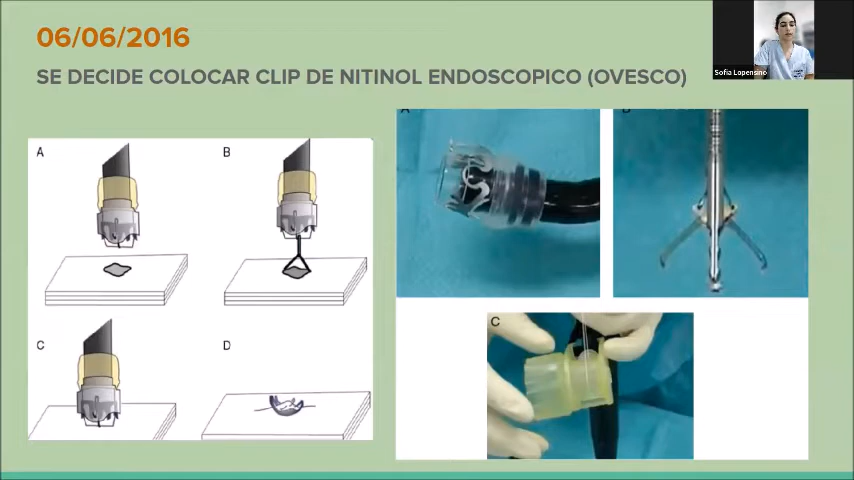 06/06/2016
SE DECIDE COLOCAR CLIP DE NITINOL ENDOSCOPICO (OVESCO)
Sofia Lopensino
A
B
C
D
A
C